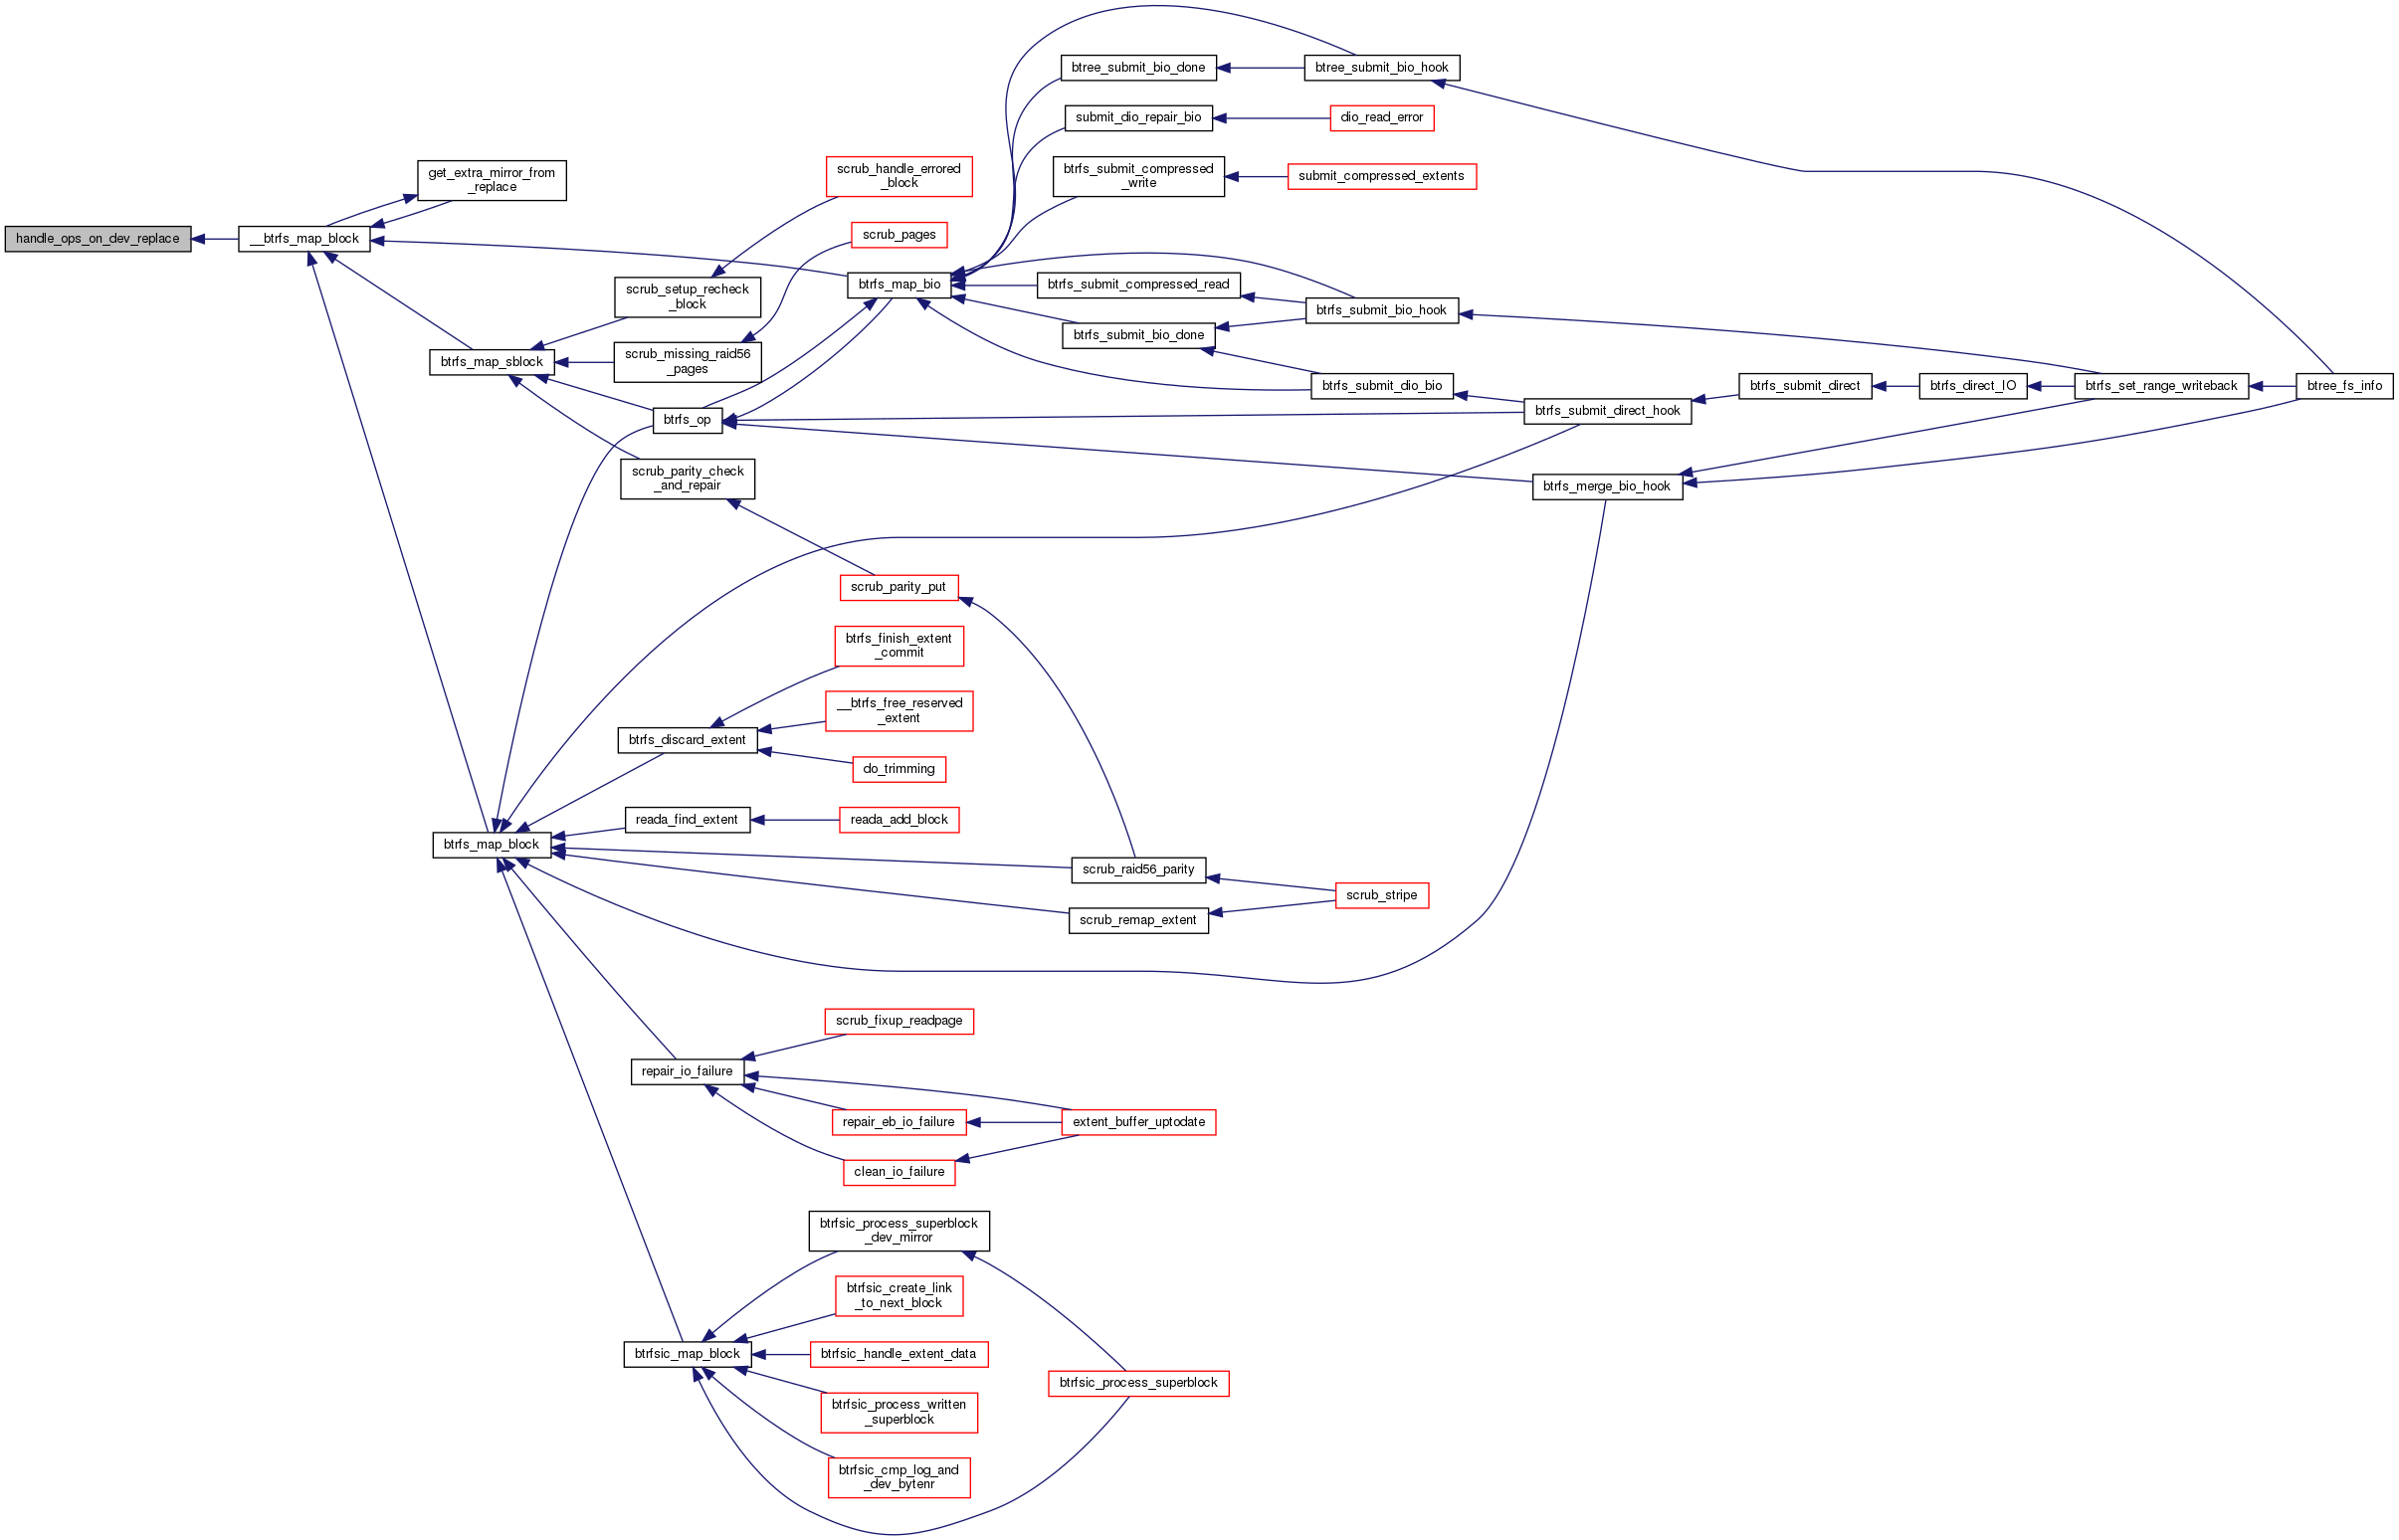 handle_ops_on_dev_replace
__btrfs_map_block
get_extra_mirror_from
_replace
btrfs_map_sblock
btrfs_map_block
scrub_setup_recheck
_block
scrub_missing_raid56
_pages
btrfs_op
scrub_parity_check
_and_repair
btrfs_discard_extent
reada_find_extent
repair_io_failure
btrfsic_map_block
scrub_handle_errored
_block
scrub_pages
btrfs_map_bio
scrub_parity_put
btrfs_finish_extent
_commit
__btrfs_free_reserved
_extent
do_trimming
reada_add_block
scrub_fixup_readpage
repair_eb_io_failure
clean_io_failure
btrfsic_process_superblock
_dev_mirror
btrfsic_create_link
_to_next_block
btrfsic_handle_extent_data
btrfsic_process_written
_superblock
btrfsic_cmp_log_and
_dev_bytenr
btree_submit_bio_done
submit_dio_repair_bio
btrfs_submit_compressed
_write
btrfs_submit_compressed_read
btrfs_submit_bio_done
scrub_raid56_parity
scrub_remap_extent
extent_buffer_uptodate
btrfsic_process_superblock
btree_submit_bio_hook
dio_read_error
submit_compressed_extents
btrfs_submit_bio_hook
btrfs_submit_dio_bio
scrub_stripe
btrfs_submit_direct_hook
btrfs_merge_bio_hook
btrfs_submit_direct
btrfs_direct_IO
btrfs_set_range_writeback
btree_fs_info